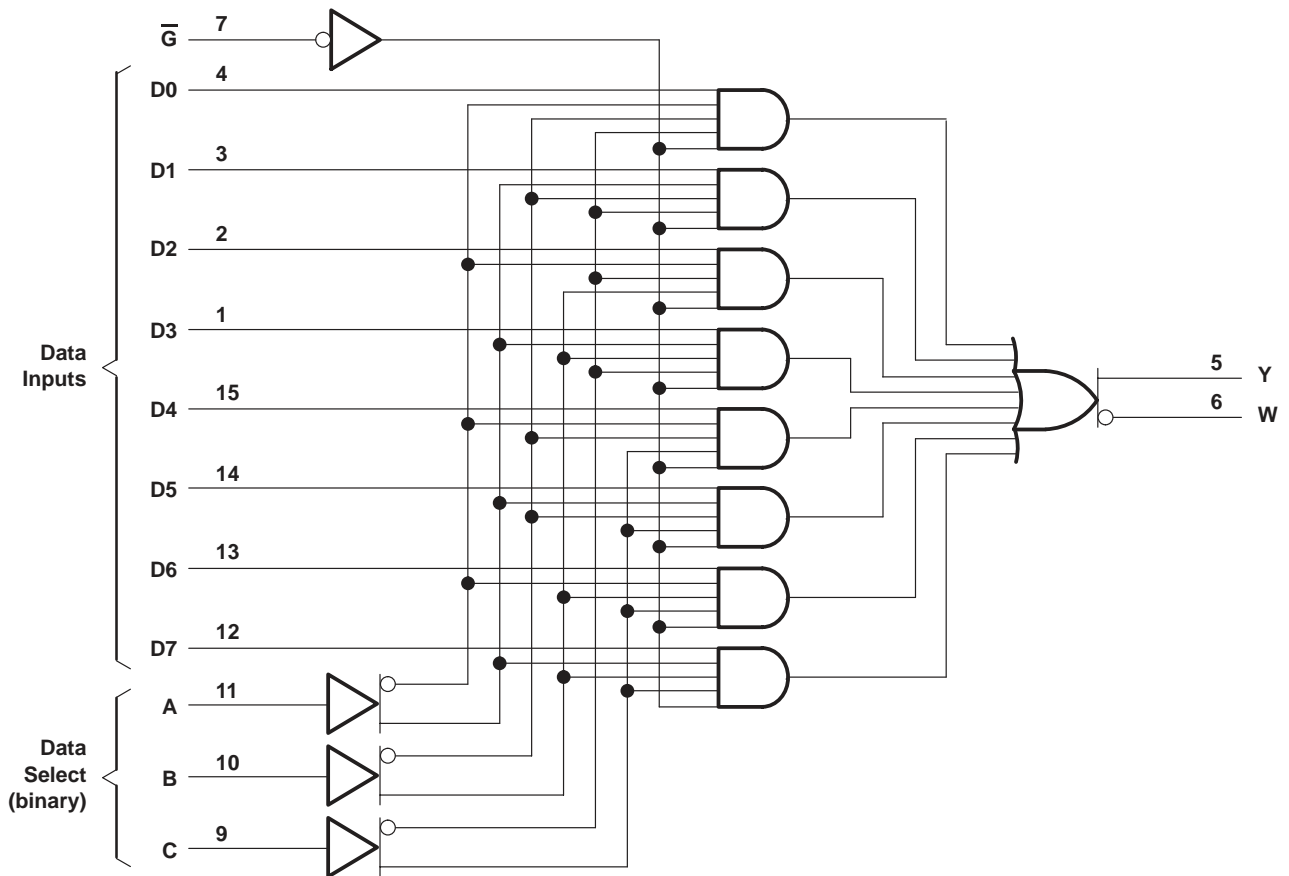 G 7
D0 4
D1 3
D2 2
D3 1
Data
Inputs
D4 15
D5 14
D6 13
D7 12
A 11
Data
Select
(binary)
B 10
C 9
5 Y
6 W